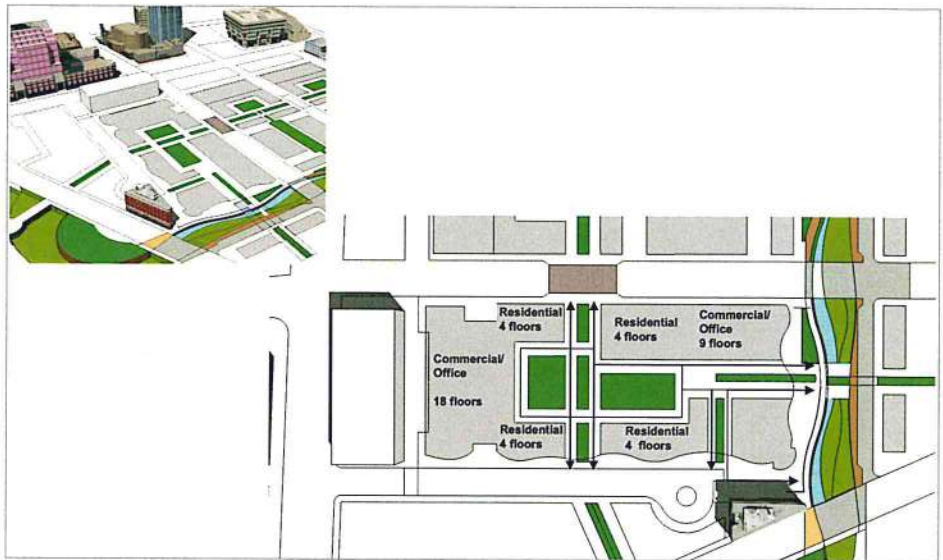 Residential
4 floors
Residential
4 floors
Commercial/
Office
9 floors
Commercial/
Office
18 floors
Residential
4 floors
Residential
4 floors